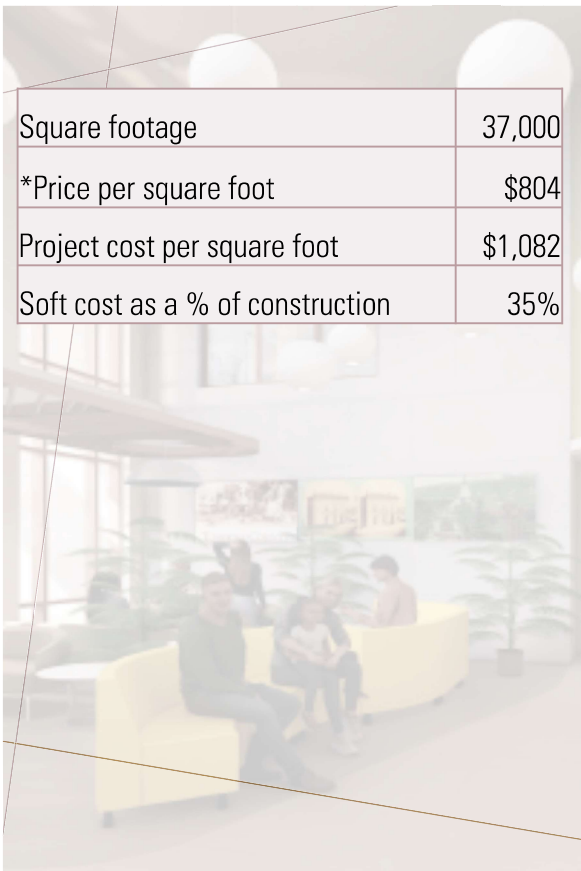 Square footage 37,000
*Price per square foot $804
Project cost per square foot $1,082
Soft cost as a % of construction 35%